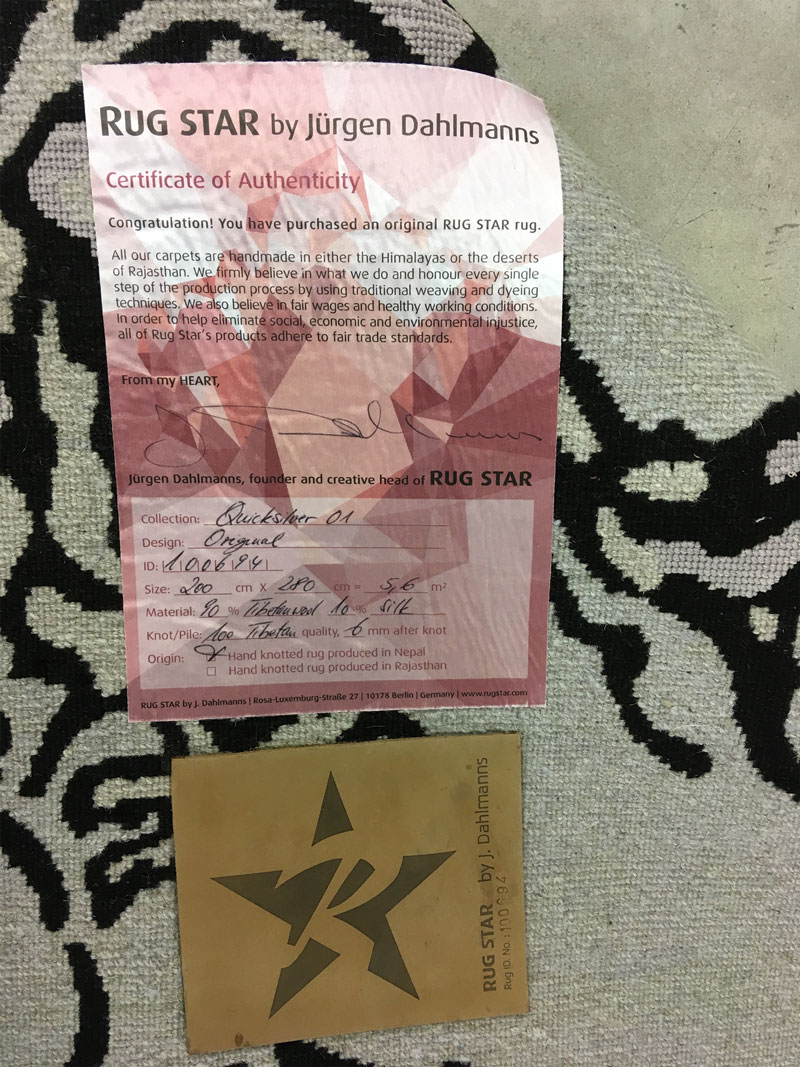 RUG STAR by Jürgen Dahlmanns
Certificate of Authenticity
Congratulation! You have purchased an original RUG STAR rug.
All our carpets are handmade in either the Himalayas or the deserts
of Rajasthan. We firmly believe in what we do and honour every single
step of the production process by using traditional weaving and dyeing
techniques. We also believe in fair wages and healthy working conditions.
In order to help eliminate social, economic and environmental injustice,
all of Rug Star's products adhere to fair trade standards.
From my HEART,
Jürgen Dahlmanns, founder and creative head of RUG STAR
Collection: Quicksilver 01
Design: Original
ID: 100694
Size: 200 cm X 280 cm = 5,6 m²
Material: 90 % Tibetanwool 10 % Silk
Knot/Pile: 100 Tibetan quality, 6 mm after knot
Origin: Hand knotted rug produced in Nepal
Hand knotted rug produced in Rajasthan
RUG STAR by J. Dahlmanns | Rosa-Luxemburg-Straße 27 | 10178 Berlin | Germany | www.rugstar.com
RUG STAR by J. Dahlmanns
Rug ID. No.: 100694